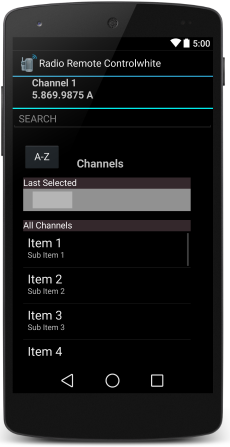 5:00
Radio Remote Controlwhite
Channel 1
5.869.9875 A
SEARCH
A-Z
Channels
Last Selected
All Channels
Item 1
Sub Item 1
Item 2
Sub Item 2
Item 3
Sub Item 3
Item 4